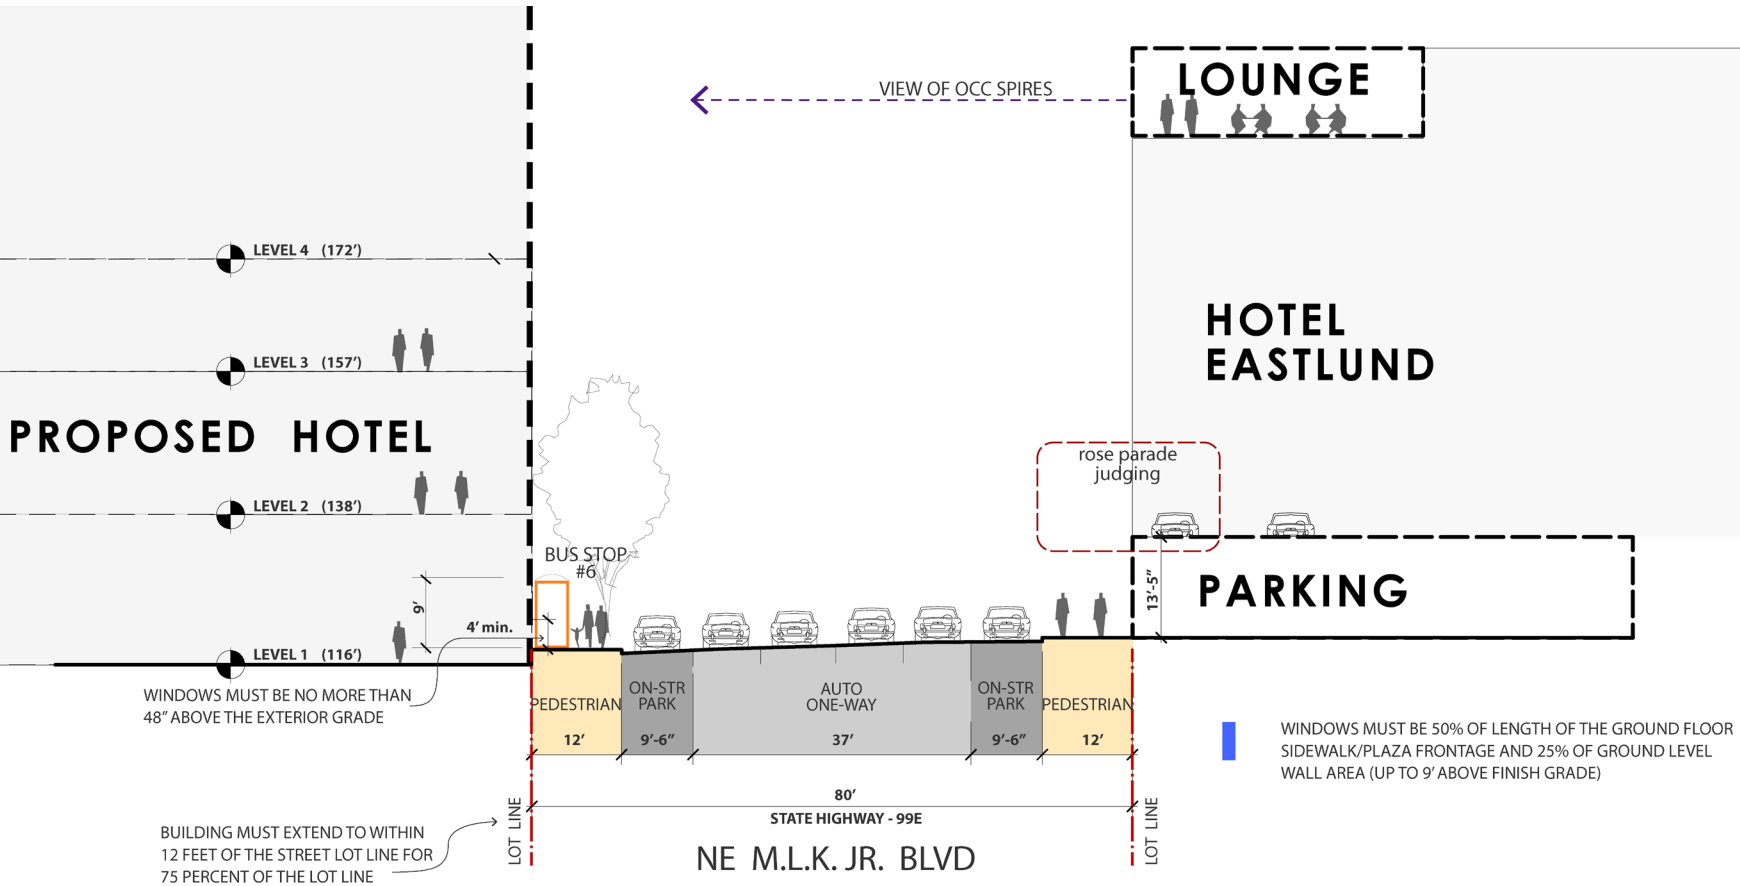 VIEW OF OCC SPIRES
LOUNGE
LEVEL 4 (172')
LEVEL 3 (157')
HOTEL
EASTLUND
PROPOSED HOTEL
rose parade
judging
LEVEL 2 (138')
BUS STOP
#6
9'
4' min.
13'-5"
PARKING
LEVEL 1 (116')
WINDOWS MUST BE NO MORE THAN
48" ABOVE THE EXTERIOR GRADE
PEDESTRIAN
12'
ON-STR
PARK
9'-6"
AUTO
ONE-WAY
37'
ON-STR
PARK
9'-6"
PEDESTRIAN
12'
WINDOWS MUST BE 50% OF LENGTH OF THE GROUND FLOOR
SIDEWALK/PLAZA FRONTAGE AND 25% OF GROUND LEVEL
WALL AREA (UP TO 9' ABOVE FINISH GRADE)
80'
STATE HIGHWAY - 99E
LOT LINE
LOT LINE
BUILDING MUST EXTEND TO WITHIN
12 FEET OF THE STREET LOT LINE FOR
75 PERCENT OF THE LOT LINE
NE M.L.K. JR. BLVD